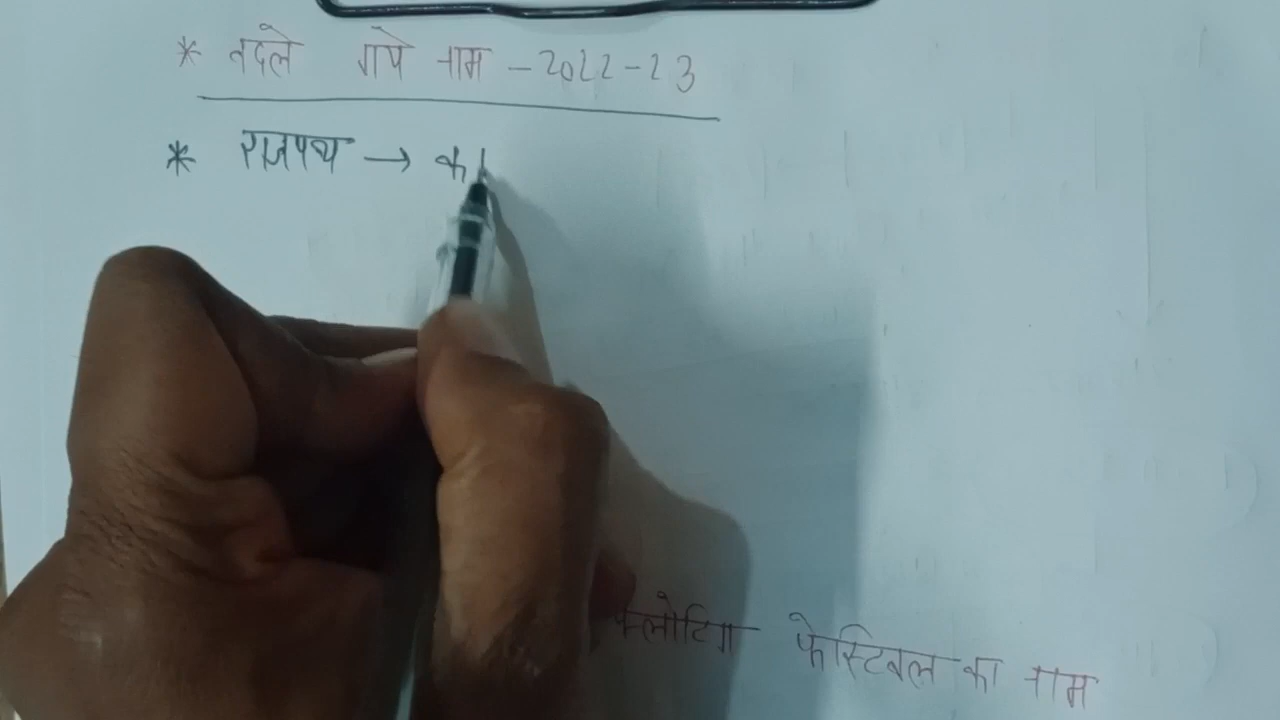 * बदले गये नाम - 2022-23
* राजपथ → क
फ्लोटिंग फेस्टिवल का नाम